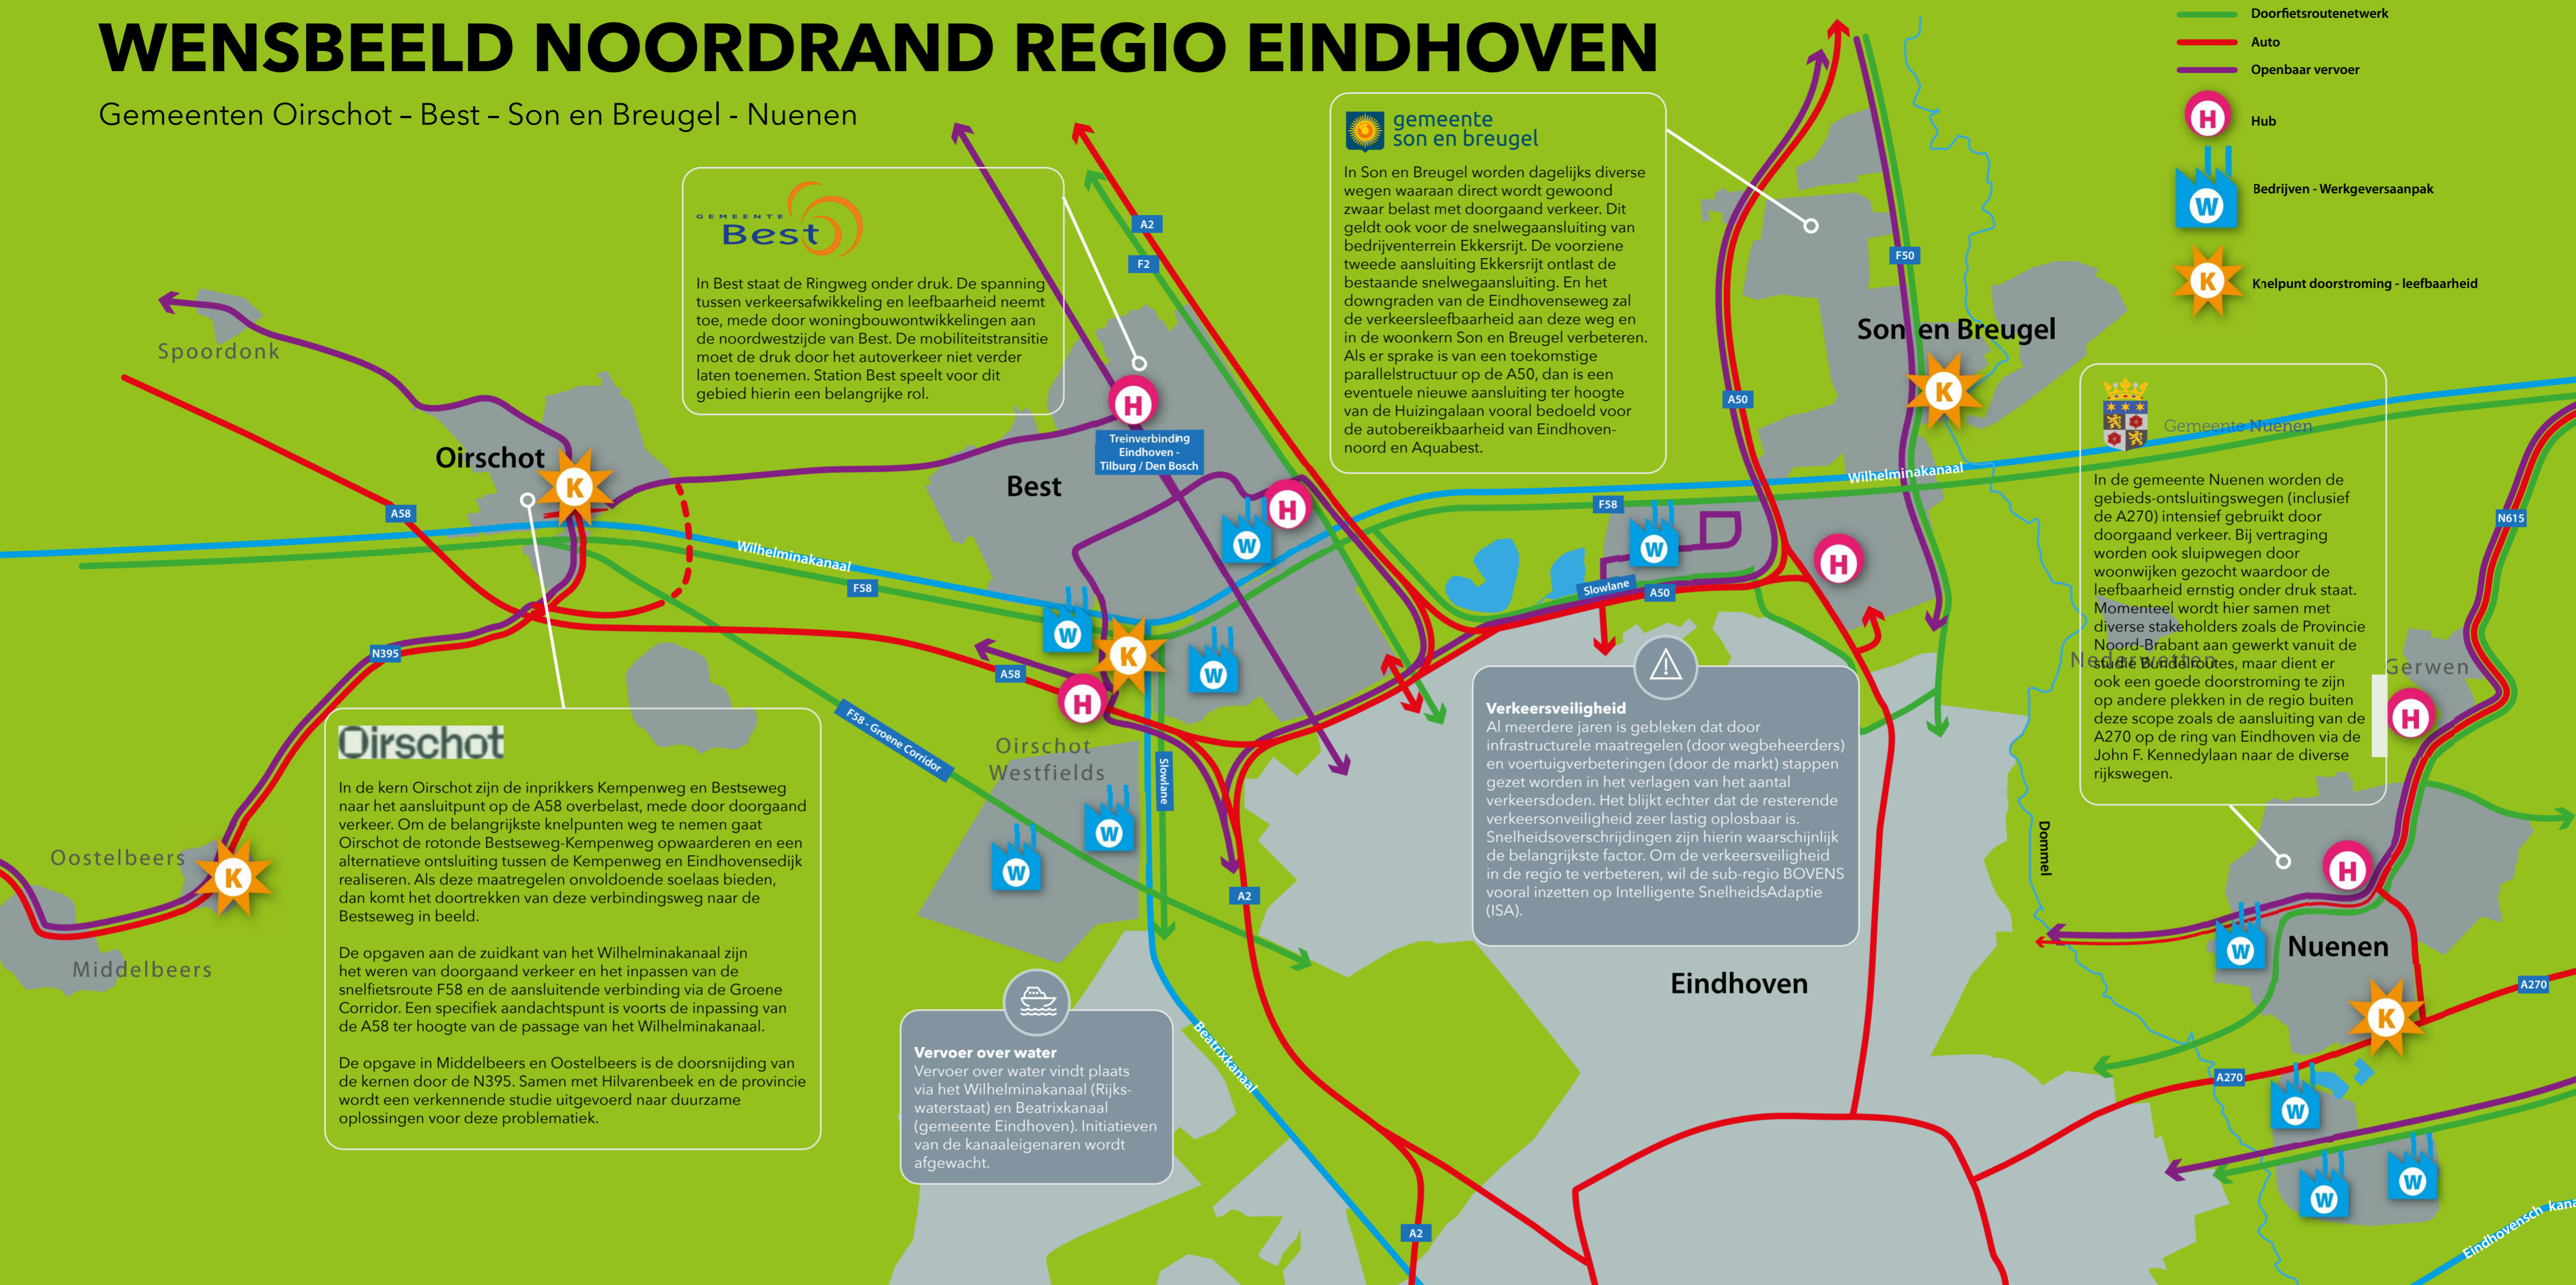 WENSBEELD NOORDRAND REGIO EINDHOVEN
Gemeenten Oirschot – Best – Son en Breugel - Nuenen
Doorfietsroutenetwerk
Auto
Openbaar vervoer
H
Hub
W
Bedrijven - Werkgeversaanpak
K
Knelpunt doorstroming - leefbaarheid
GEMEENTE
Best
In Best staat de Ringweg onder druk. De spanning
tussen verkeersafwikkeling en leefbaarheid neemt
toe, mede door woningbouwontwikkelingen aan
de noordwestzijde van Best. De mobiliteitstransitie
moet de druk door het autoverkeer niet verder
laten toenemen. Station Best speelt voor dit
gebied hierin een belangrijke rol.
gemeente
son en breugel
In Son en Breugel worden dagelijks diverse
wegen waaraan direct wordt gewoond
zwaar belast met doorgaand verkeer. Dit
geldt ook voor de snelwegaansluiting van
bedrijventerrein Ekkersrijt. De voorziene
tweede aansluiting Ekkersrijt ontlast de
bestaande snelwegaansluiting. En het
downgraden van de Eindhovenseweg zal
de verkeersleefbaarheid aan deze weg en
in de woonkern Son en Breugel verbeteren.
Als er sprake is van een toekomstige
parallelstructuur op de A50, dan is een
eventuele nieuwe aansluiting ter hoogte
van de Huizingalaan vooral bedoeld voor
de autobereikbaarheid van Eindhoven-
noord en Aquabest.
Gemeente Nuenen
In de gemeente Nuenen worden de
gebieds-ontsluitingswegen (inclusief
de A270) intensief gebruikt door
doorgaand verkeer. Bij vertraging
worden ook sluipwegen door
woonwijken gezocht waardoor de
leefbaarheid ernstig onder druk staat.
Momenteel wordt hier samen met
diverse stakeholders zoals de Provincie
Noord-Brabant aan gewerkt vanuit de
studie Bundelroutes, maar dient er
ook een goede doorstroming te zijn
op andere plekken in de regio buiten
deze scope zoals de aansluiting van de
A270 op de ring van Eindhoven via de
John F. Kennedylaan naar de diverse
rijkswegen.
Oirschot
In de kern Oirschot zijn de inprikkers Kempenweg en Bestseweg
naar het aansluitpunt op de A58 overbelast, mede door doorgaand
verkeer. Om de belangrijkste knelpunten weg te nemen gaat
Oirschot de rotonde Bestseweg-Kempenweg opwaarderen en een
alternatieve ontsluiting tussen de Kempenweg en Eindhovensedijk
realiseren. Als deze maatregelen onvoldoende soelaas bieden,
dan komt het doortrekken van deze verbindingsweg naar de
Bestseweg in beeld.
De opgaven aan de zuidkant van het Wilhelminakanaal zijn
het weren van doorgaand verkeer en het inpassen van de
snelfietsroute F58 en de aansluitende verbinding via de Groene
Corridor. Een specifiek aandachtspunt is voorts de inpassing van
de A58 ter hoogte van de passage van het Wilhelminakanaal.
De opgave in Middelbeers en Oostelbeers is de doorsnijding van
de kernen door de N395. Samen met Hilvarenbeek en de provincie
wordt een verkennende studie uitgevoerd naar duurzame
oplossingen voor deze problematiek.
Vervoer over water
Vervoer over water vindt plaats
via het Wilhelminakanaal (Rijks-
waterstaat) en Beatrixkanaal
(gemeente Eindhoven). Initiatieven
van de kanaaleigenaren wordt
afgewacht.
Verkeersveiligheid
Al meerdere jaren is gebleken dat door
infrastructurele maatregelen (door wegbeheerders)
en voertuigverbeteringen (door de markt) stappen
gezet worden in het verlagen van het aantal
verkeersdoden. Het blijkt echter dat de resterende
verkeersonveiligheid zeer lastig oplosbaar is.
Snelheidsoverschrijdingen zijn hierin waarschijnlijk
de belangrijkste factor. Om de verkeersveiligheid
in de regio te verbeteren, wil de sub-regio BOVENS
vooral inzetten op Intelligente SnelheidsAdaptie
(ISA).
Spoordonk
Oirschot
K
A58
N395
Oostelbeers
K
Middelbeers
Wilhelminakanaal
F58
F58 - Groene Corridor
A2
F2
H
Treinverbinding
Eindhoven -
Tilburg / Den Bosch
Best
H
W
W
K
W
A58
H
Oirschot
Westfields
Slowlane
W
W
A2
Beatrixkanaal
A2
F50
Son en Breugel
K
A50
Wilhelminakanaal
F58
W
H
Slowlane
A50
Eindhoven
Dommel
Nederwetten
Gerwen
N615
H
H
W
Nuenen
A270
K
A270
W
W
W
Eindhovensch kana